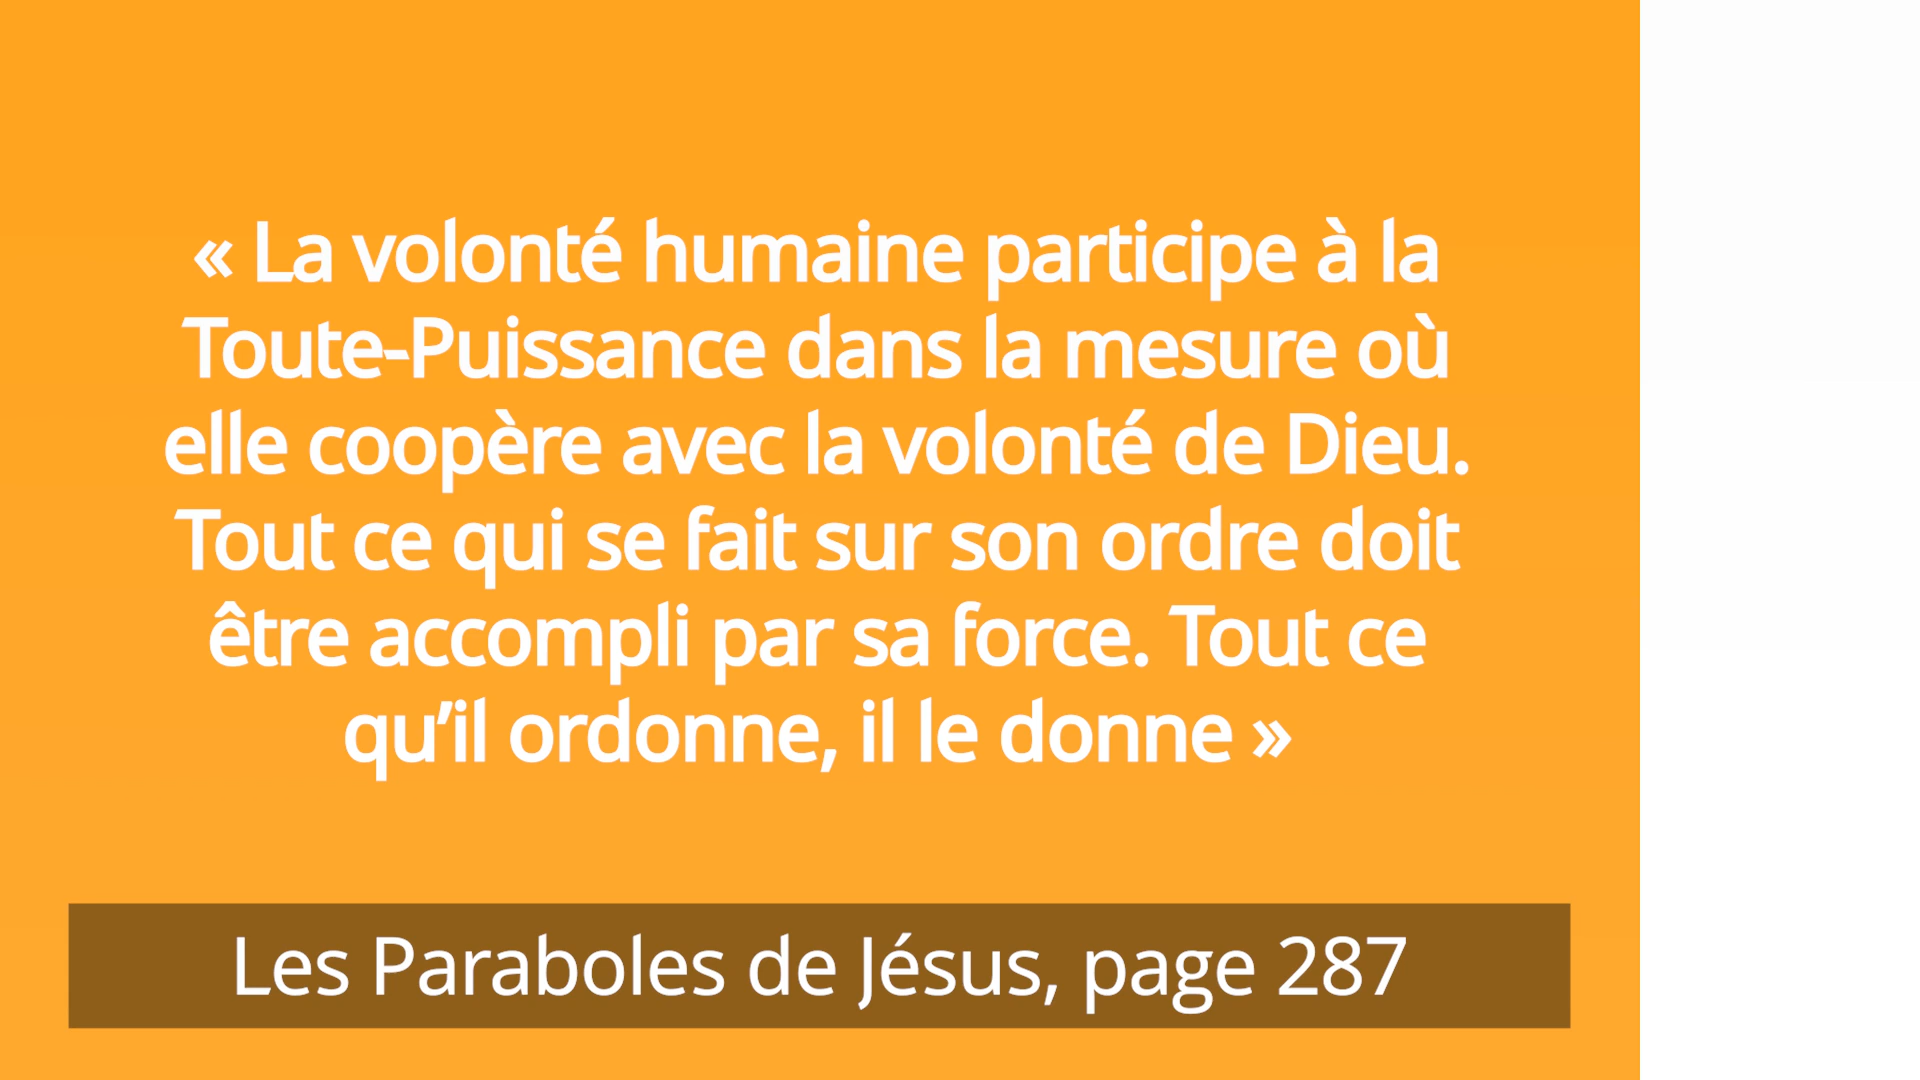 « La volonté humaine participe à la
Toute-Puissance dans la mesure où
elle coopère avec la volonté de Dieu.
Tout ce qui se fait sur son ordre doit
être accompli par sa force. Tout ce
qu’il ordonne, il le donne »
Les Paraboles de Jésus, page 287